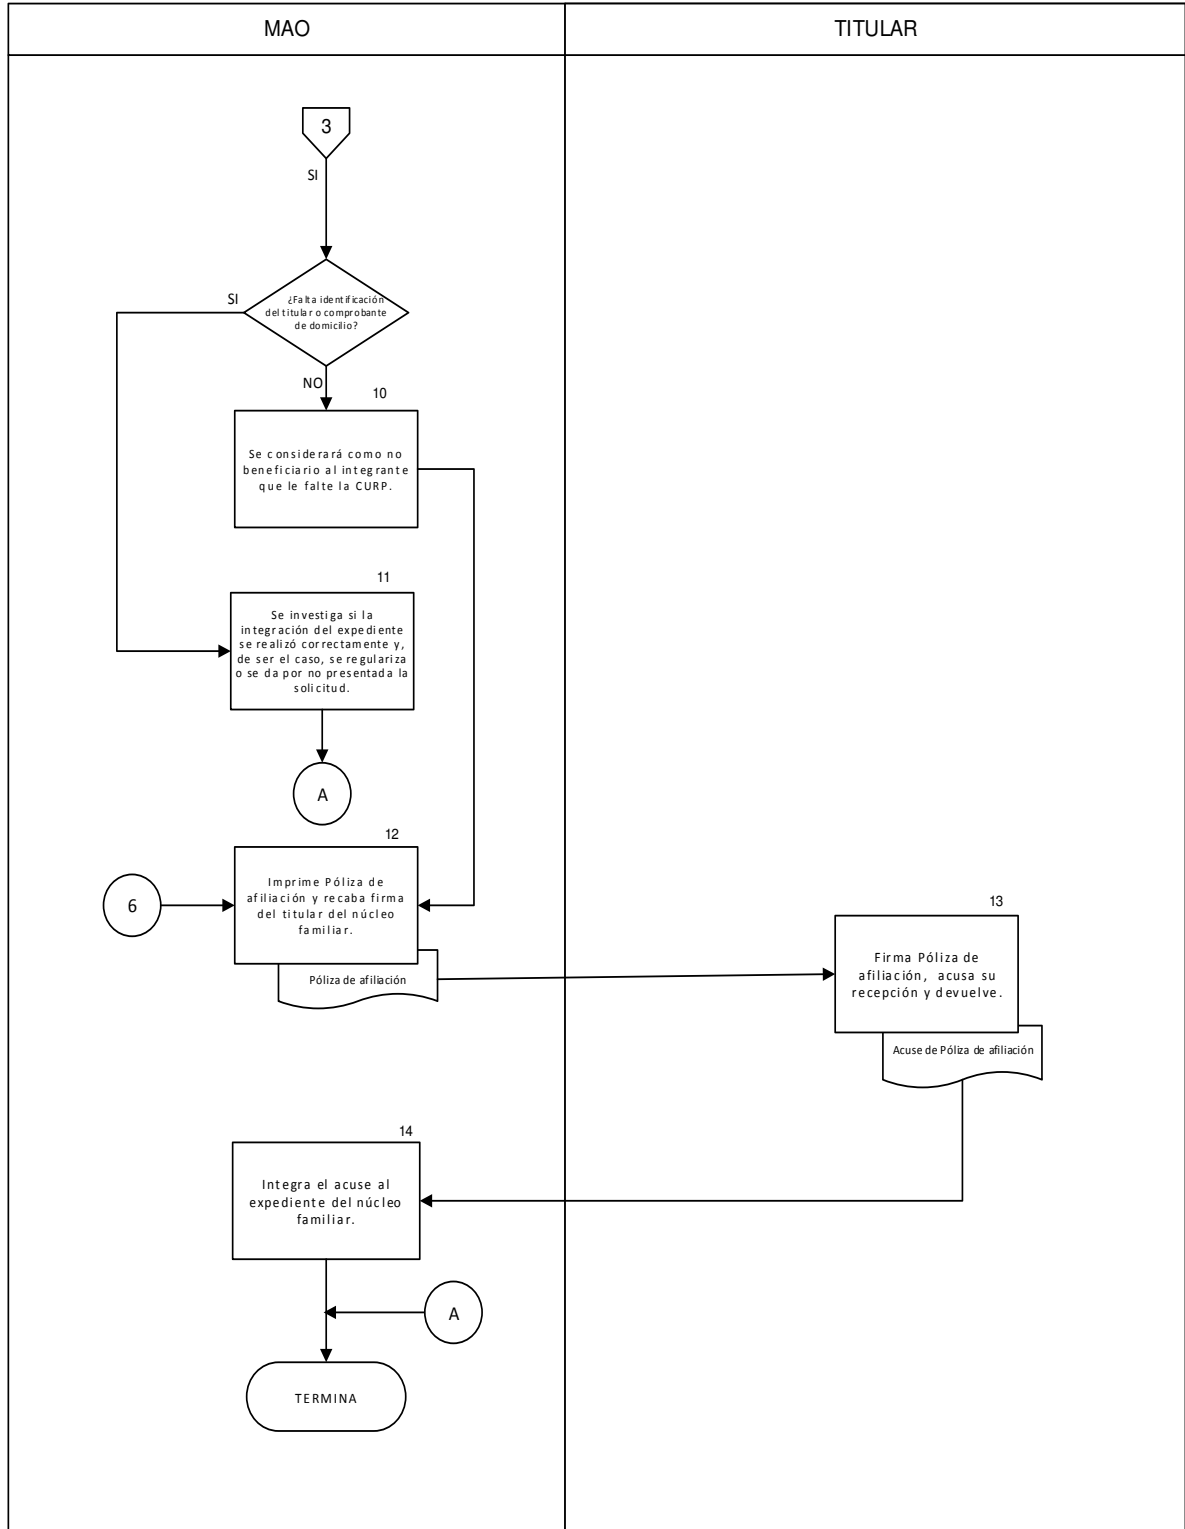 MAO
TITULAR
3
SI
¿Falta identificación
del titular o comprobante
de domicilio?
SI
NO
10
Se considerará como no
beneficiario al integrante
que le falte la CURP.
11
Se investiga si la
integración del expediente
se realizó correctamente y,
de ser el caso, se regulariza
o se da por no presentada la
solicitud.
A
12
6
Imprime Póliza de
afiliación y recaba firma
del titular del núcleo
familiar.
Póliza de afiliación
13
Firma Póliza de
afiliación, acusa su
recepción y devuelve.
Acuse de Póliza de afiliación
14
Integra el acuse al
expediente del núcleo
familiar.
A
TERMINA